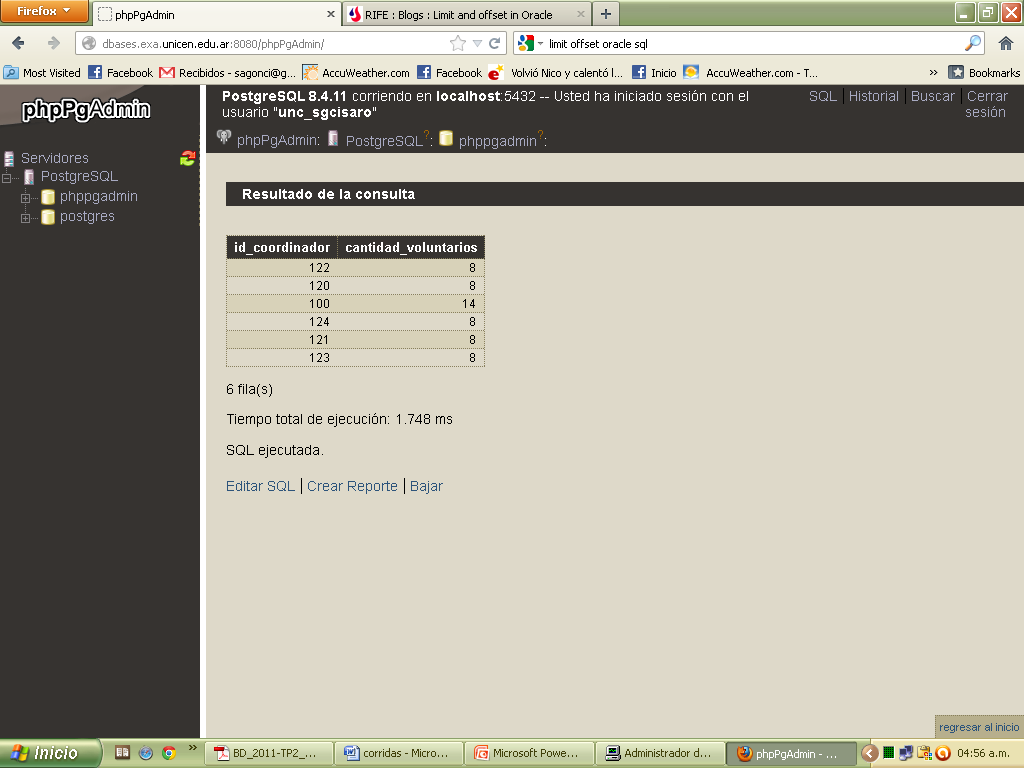 Firefox
phpPgAdmin
RIFE : Blogs : Limit and offset in Oracle
dbases.exa.unicen.edu.ar:8080/phpPgAdmin/
limit offset oracle sql
Most Visited
Facebook
Recibidos - sagonci@g...
AccuWeather.com
Facebook
Volvió Nico y calentó l...
Inicio
AccuWeather.com - T...
»
Bookmarks
phpPgAdmin
Servidores
PostgreSQL
phppgadmin
postgres
PostgreSQL 8.4.11 corriendo en localhost:5432 -- Usted ha iniciado sesión con el
usuario "unc_sgcisaro"
SQL | Historial | Buscar | Cerrar
sesión
phpPgAdmin: PostgreSQL?: phppgadmin?:
Resultado de la consulta
id_coordinador cantidad_voluntarios
122 8
120 8
100 14
124 8
121 8
123 8
6 fila(s)
Tiempo total de ejecución: 1.748 ms
SQL ejecutada.
Editar SQL | Crear Reporte | Bajar
regresar al inicio
Inicio
»
BD_2011-TP2_...
corridas - Micro...
Microsoft Powe...
Administrador d...
phpPgAdmin - ...
04:56 a.m.